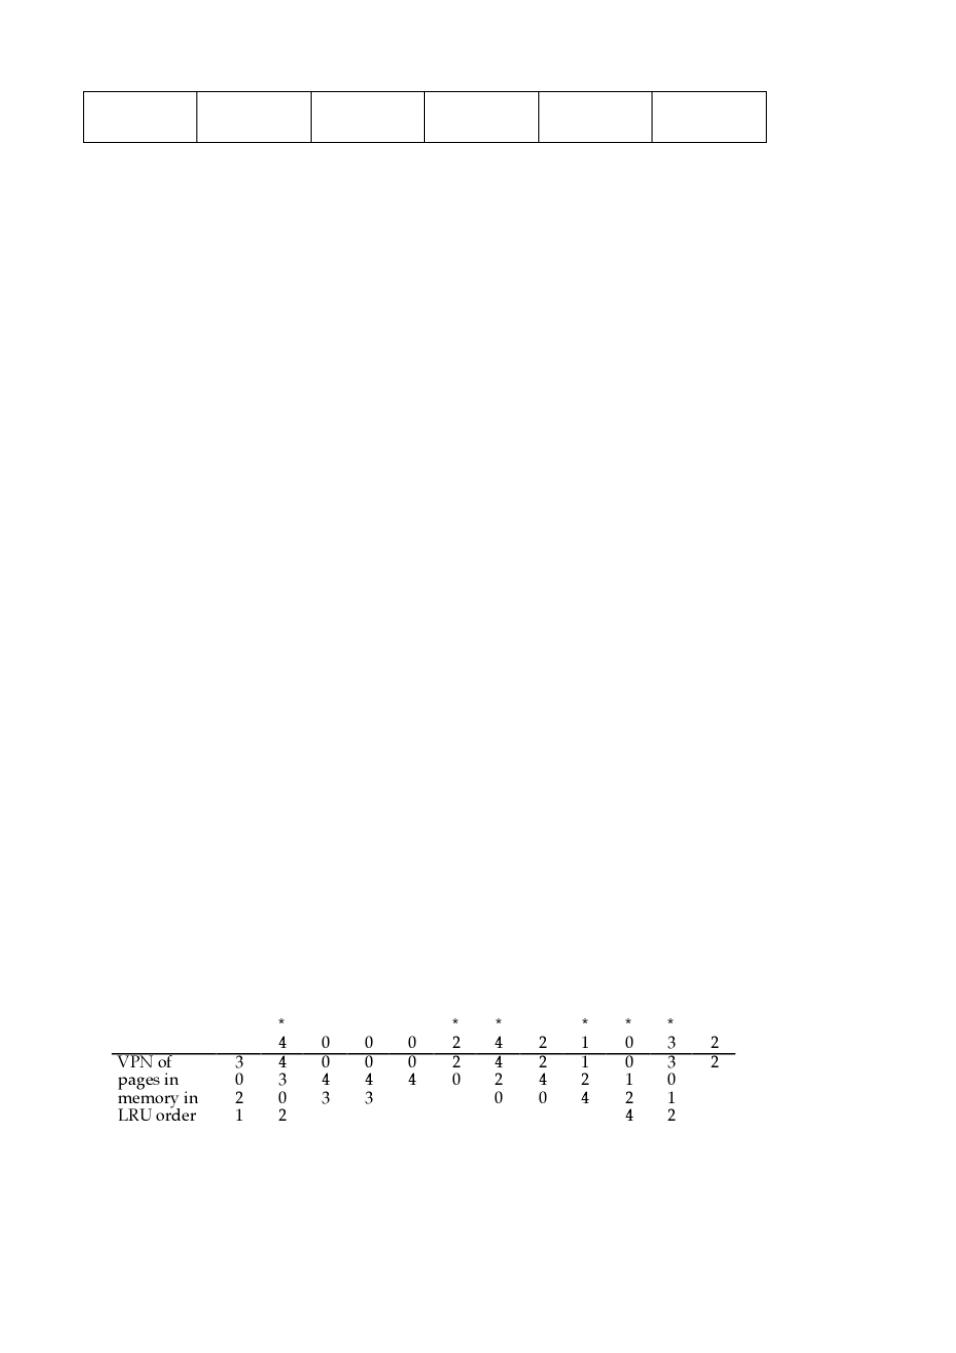 * * * * * *
4 0 0 0 2 4 2 1 0 3 2
VPN of 3 4 0 0 0 2 4 2 1 0 3 2
pages in 0 3 4 4 4 0 2 4 2 1 0
memory in 2 0 3 3 0 0 4 2 1
LRU order 1 2 4 2